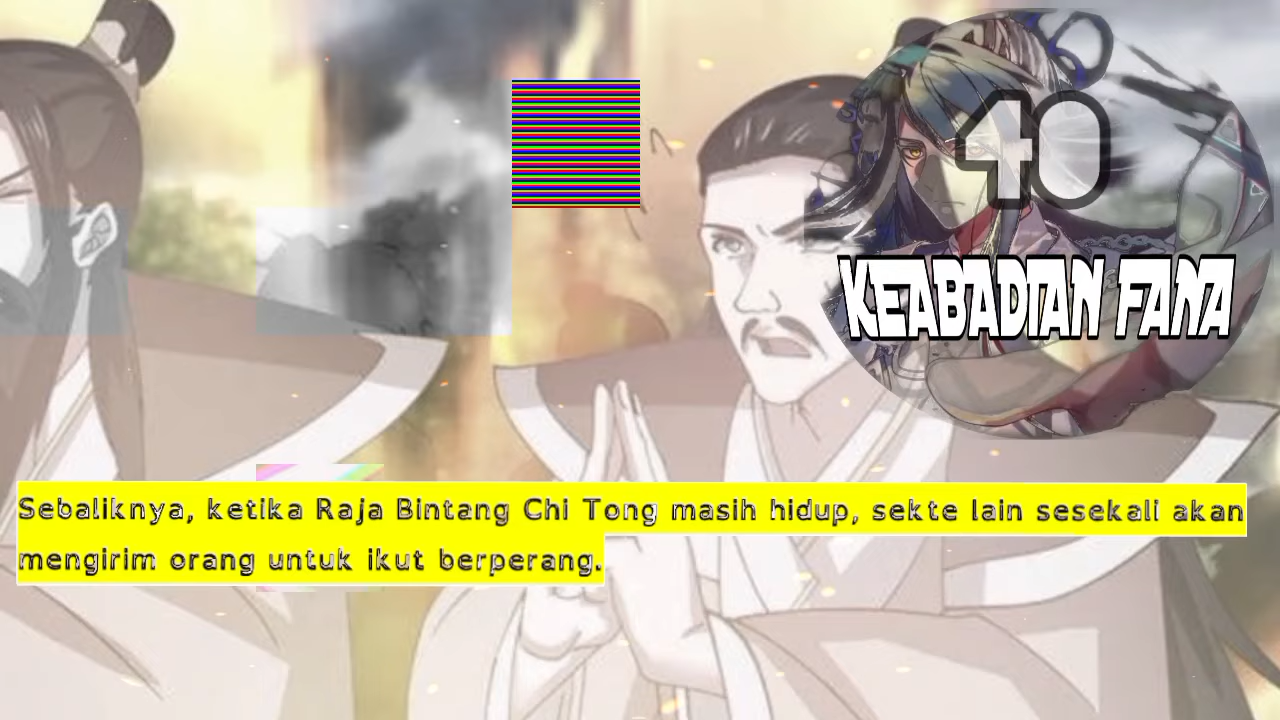 40
KEABADIAN FANA
Sebaliknya, ketika Raja Bintang Chi Tong masih hidup, sekte lain sesekali akan
mengirim orang untuk ikut berperang.